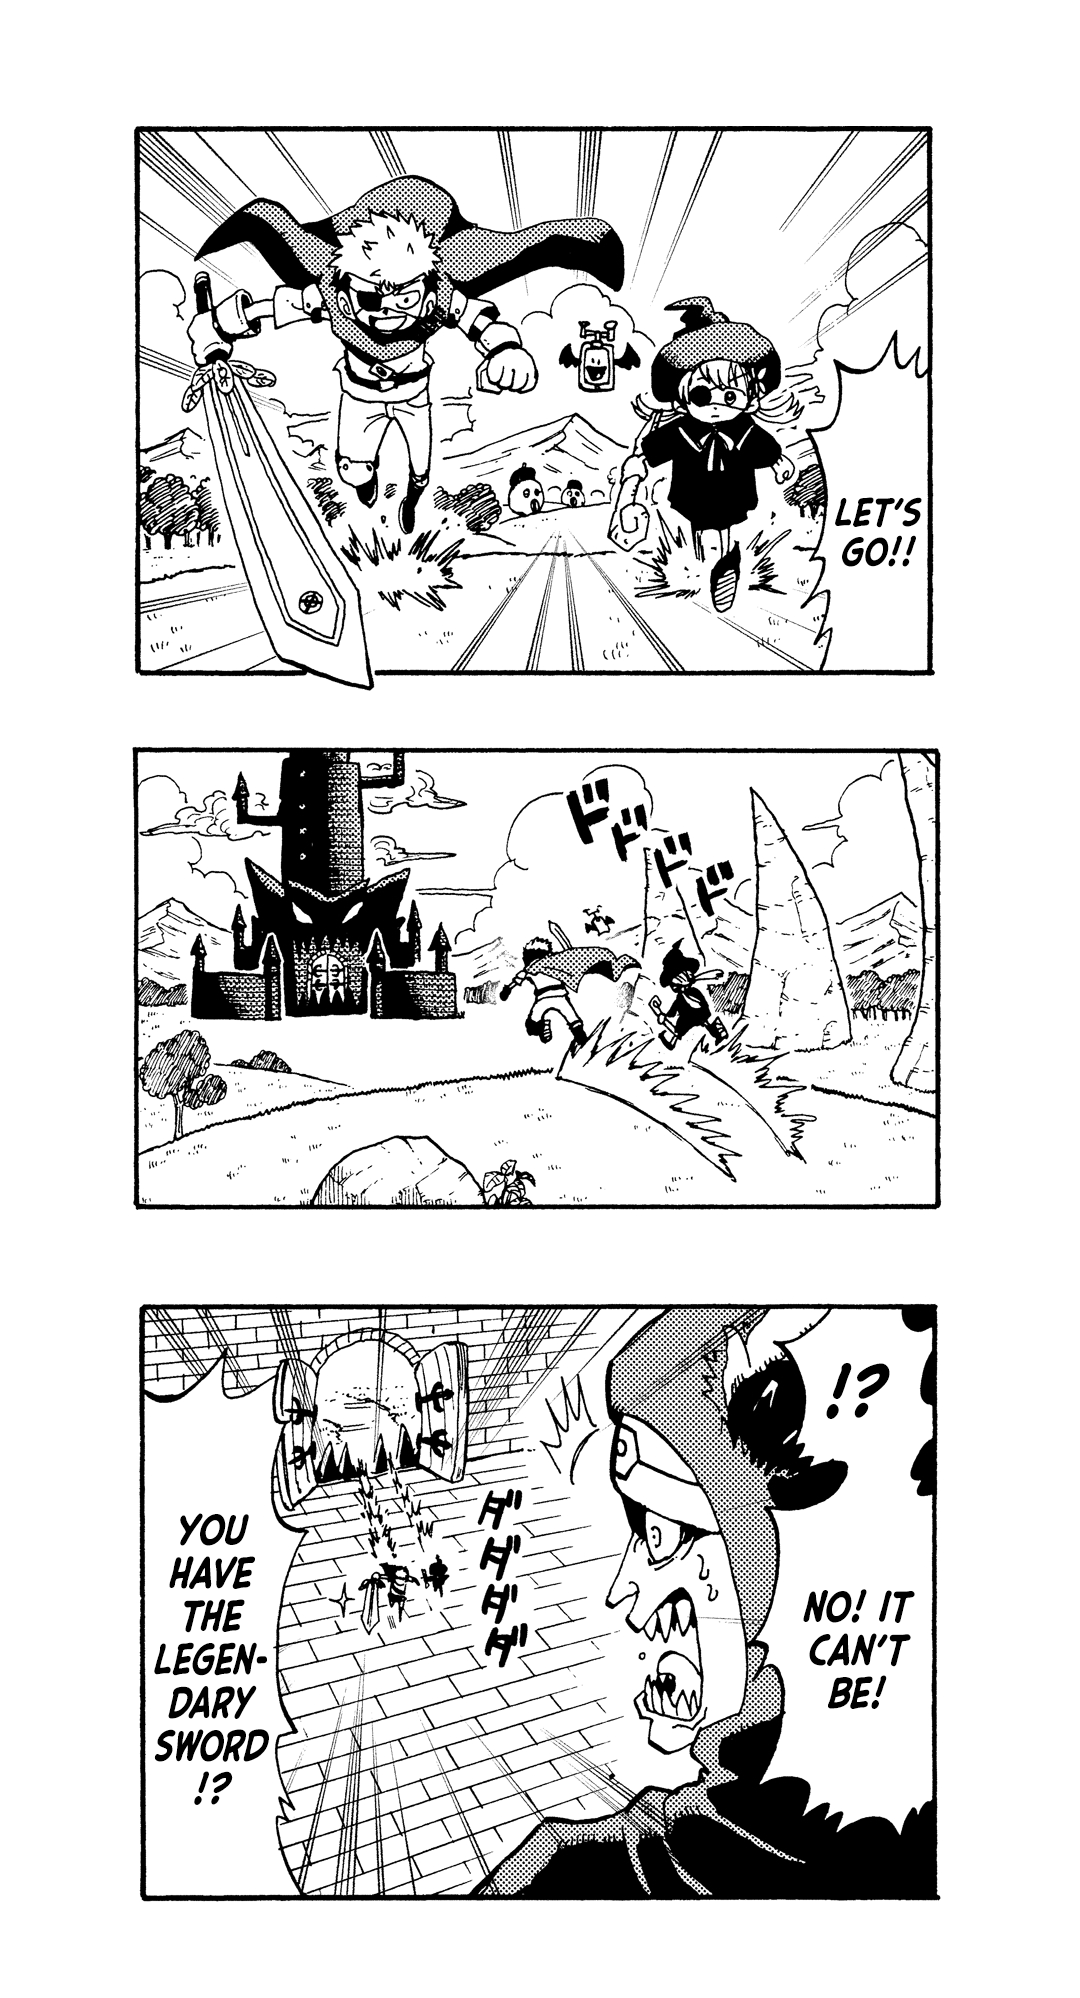 LET'S
GO!!
ドドドド
!?
NO! IT
CAN'T
BE!
ダダダダ
YOU
HAVE
THE
LEGEN-
DARY
SWORD
!?